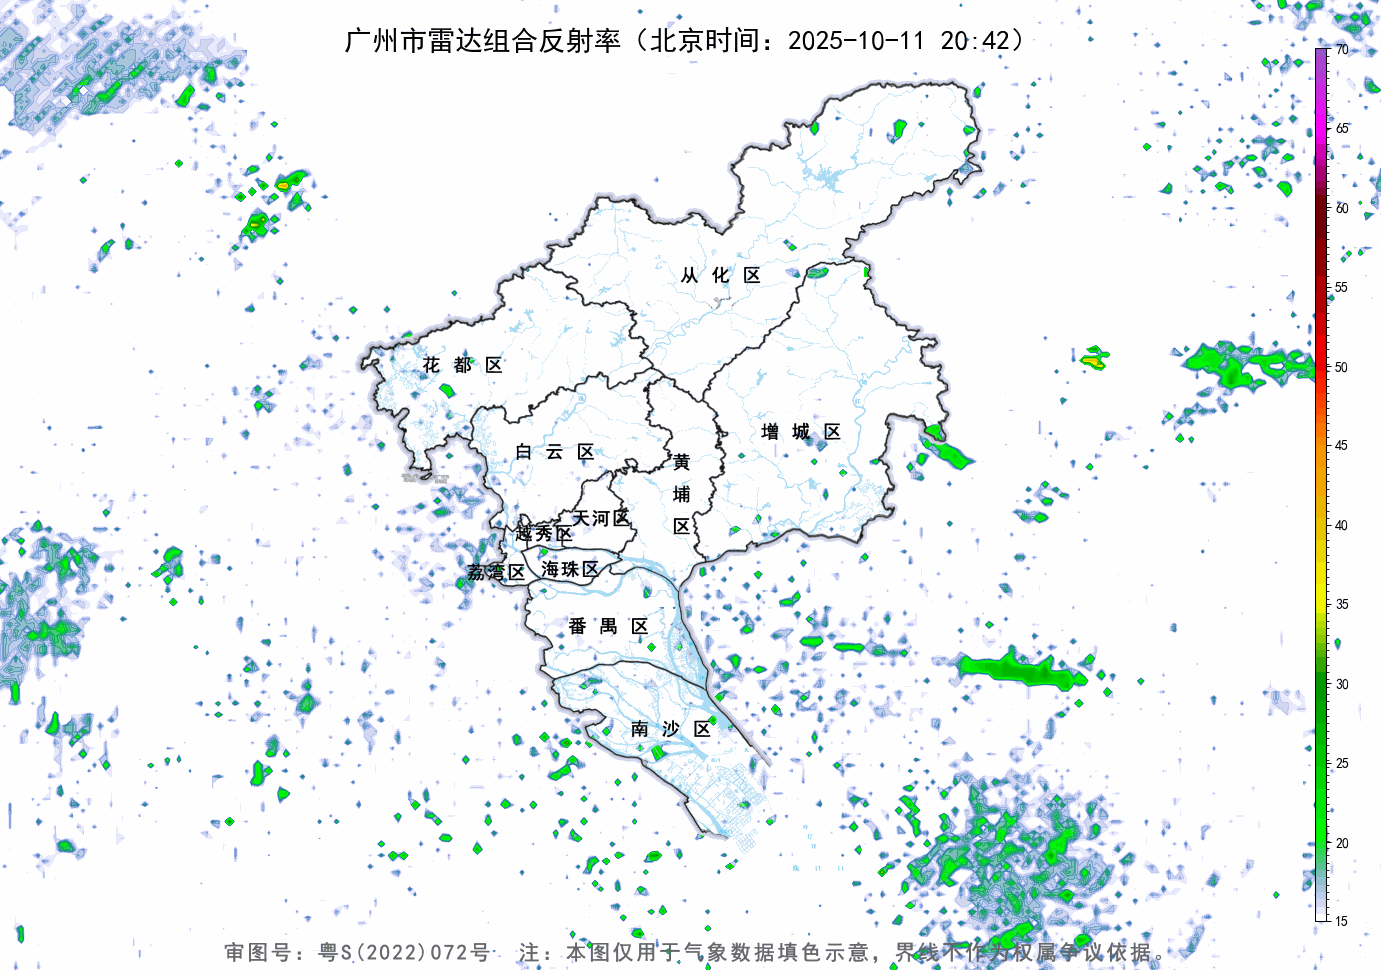 广州市雷达组合反射率（北京时间：2025-10-11 20:42）
70
65
60
55
50
45
40
35
30
25
20
15
从化区
花都区
增城区
白云区
黄埔区
天河区
越秀区
荔湾区
海珠区
番禺区
南沙区
审图号：粤S(2022)072号 注：本图仅用于气象数据填色示意，界线不作为权属争议依据。